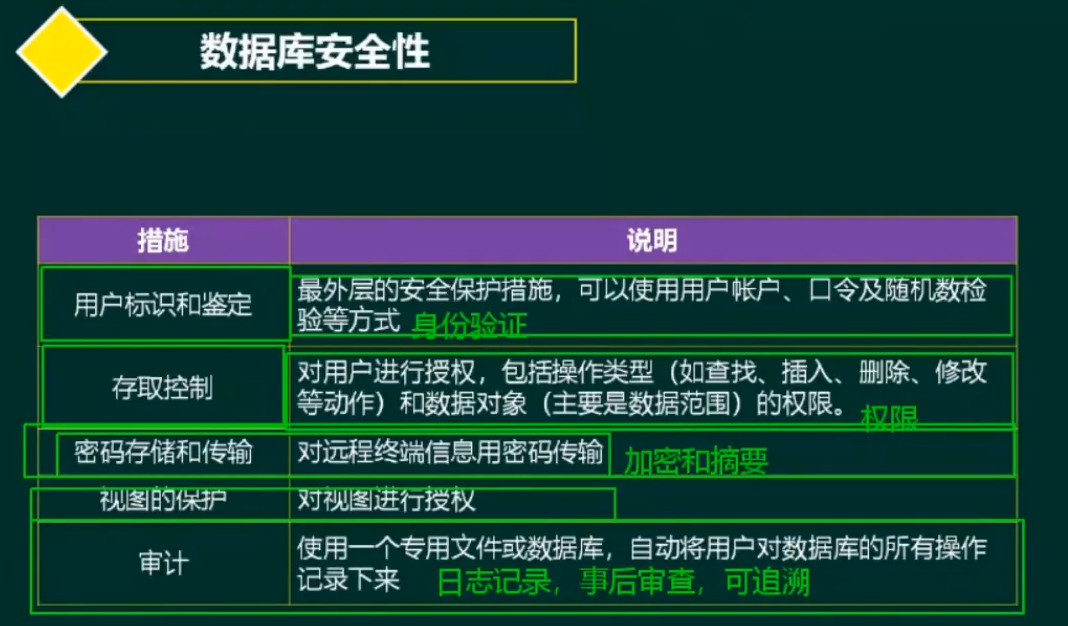 数据库安全性
措施 说明
用户标识和鉴定 最外层的安全保护措施，可以使用用户帐户、口令及随机数检
验等方式 身份验证
存取控制 对用户进行授权，包括操作类型（如查找、插入、删除、修改
等动作）和数据对象（主要是数据范围）的权限。 权限
密码存储和传输 对远程终端信息用密码传输 加密和摘要
视图的保护 对视图进行授权
审计 使用一个专用文件或数据库，自动将用户对数据库的所有操作
记录下来 日志记录，事后审查，可追溯